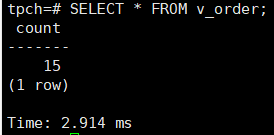 tpch=# SELECT * FROM v_order;
 count
-------
    15
(1 row)

Time: 2.914 ms